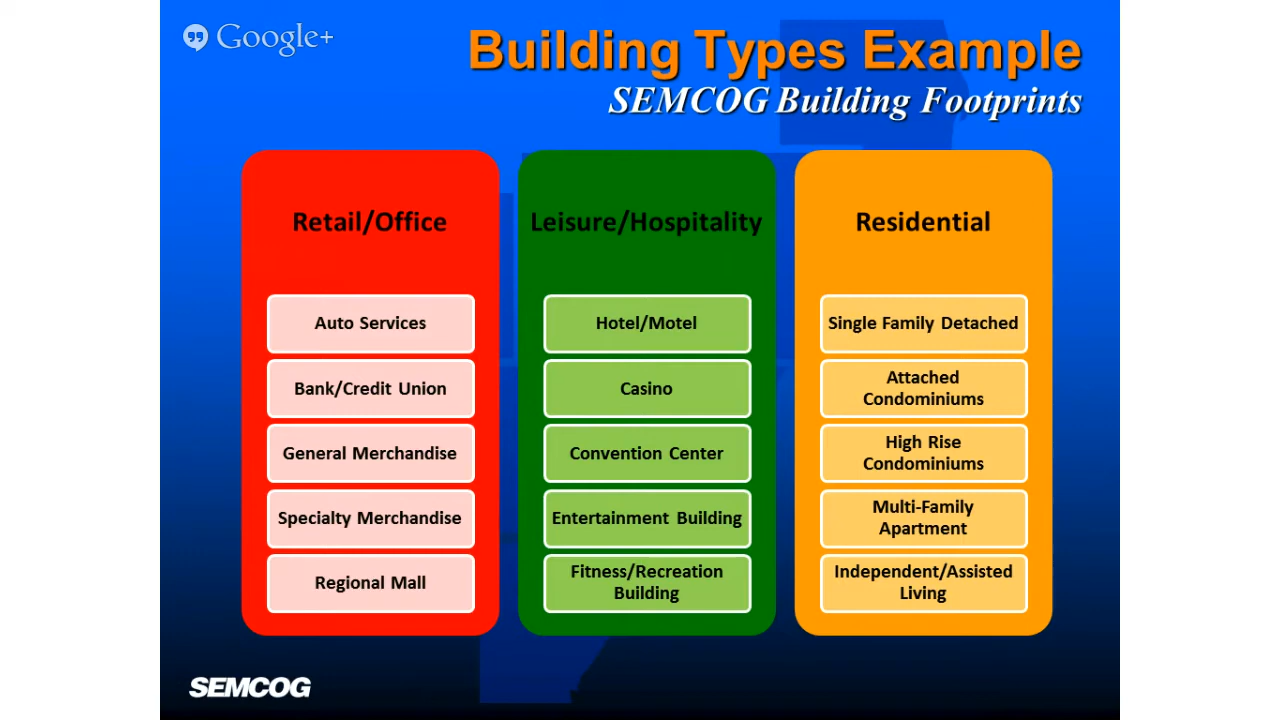 Google+
Building Types Example
SEMCOG Building Footprints
Retail/Office
Auto Services
Bank/Credit Union
General Merchandise
Specialty Merchandise
Regional Mall
Leisure/Hospitality
Hotel/Motel
Casino
Convention Center
Entertainment Building
Fitness/Recreation
Building
Residential
Single Family Detached
Attached
Condominiums
High Rise
Condominiums
Multi-Family
Apartment
Independent/Assisted
Living
SEMCOG